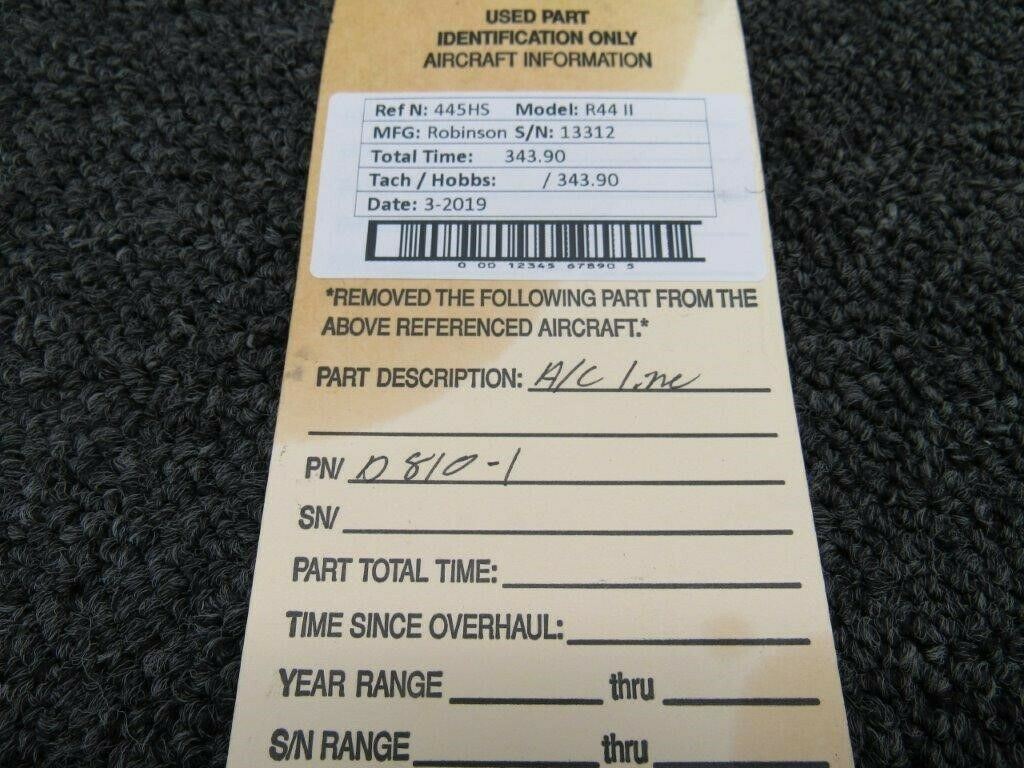 USED PART
IDENTIFICATION ONLY
AIRCRAFT INFORMATION
Ref N: 445HS Model: R44 II
MFG: Robinson S/N: 13312
Total Time: 343.90
Tach / Hobbs: / 343.90
Date: 3-2019
0 00 12345 67890 5
*REMOVED THE FOLLOWING PART FROM THE
ABOVE REFERENCED AIRCRAFT.*
PART DESCRIPTION: A/C Line
PN/ D810-1
SN/
PART TOTAL TIME:
TIME SINCE OVERHAUL:
YEAR RANGE thru
S/N RANGE thru